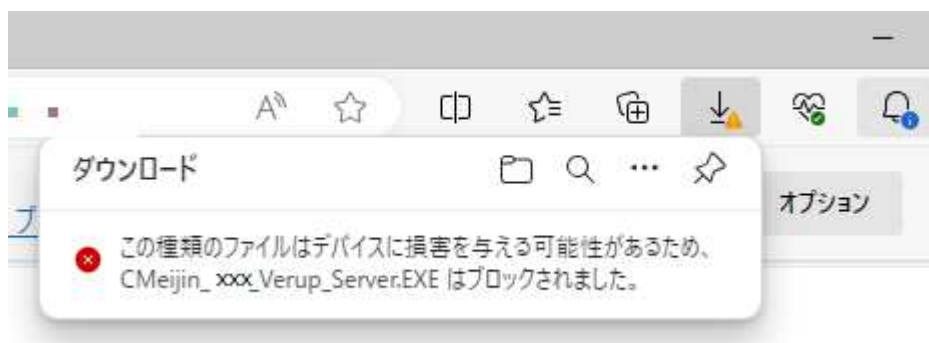 ダウンロード
オプション
この種類のファイルはデバイスに損害を与える可能性があるため、
CMeijin_ xxx_Verup_Server.EXE はブロックされました。